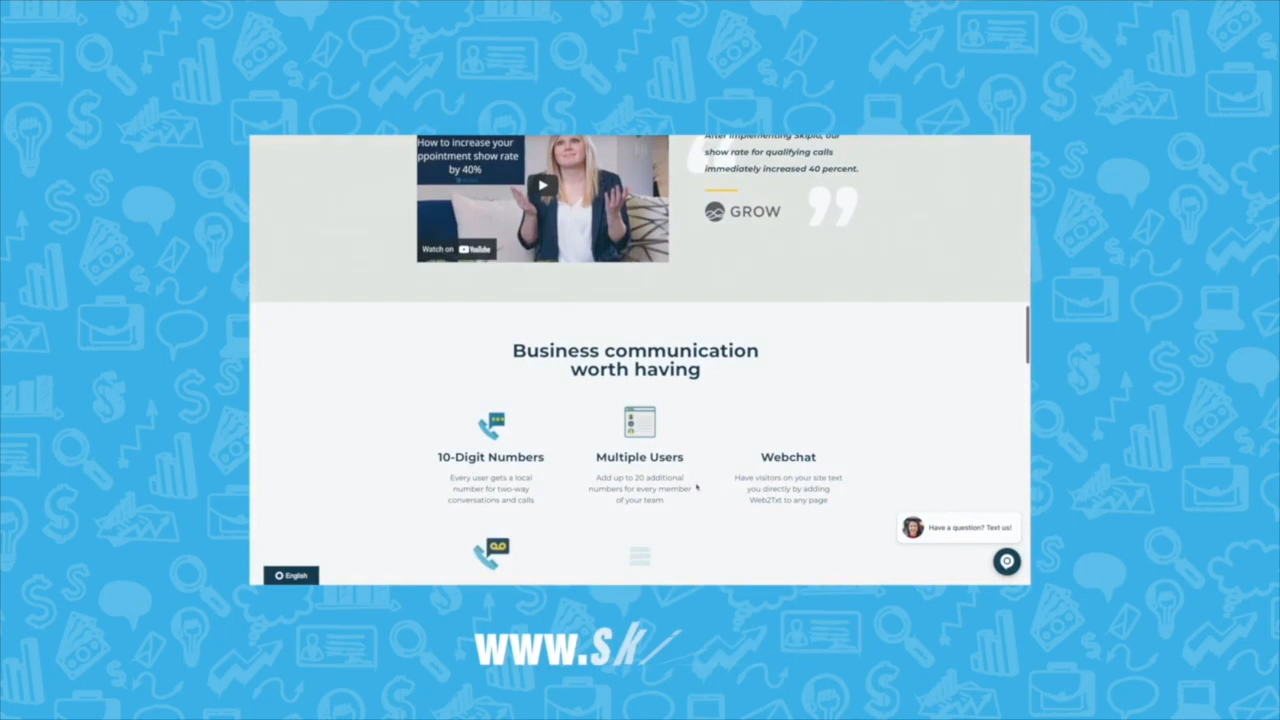 How to increase your
ppointment show rate
by 40%
Watch on YouTube
After implementing Skipio, our
show rate for qualifying calls
immediately increased 40 percent.
GROW
Business communication
worth having
10-Digit Numbers
Every user gets a local
number for two-way
conversations and calls
Multiple Users
Add up to 20 additional
numbers for every member
of your team
Webchat
Have visitors on your site text
you directly by adding
Web2Txt to any page
Have a question? Text us!
English
www.sk